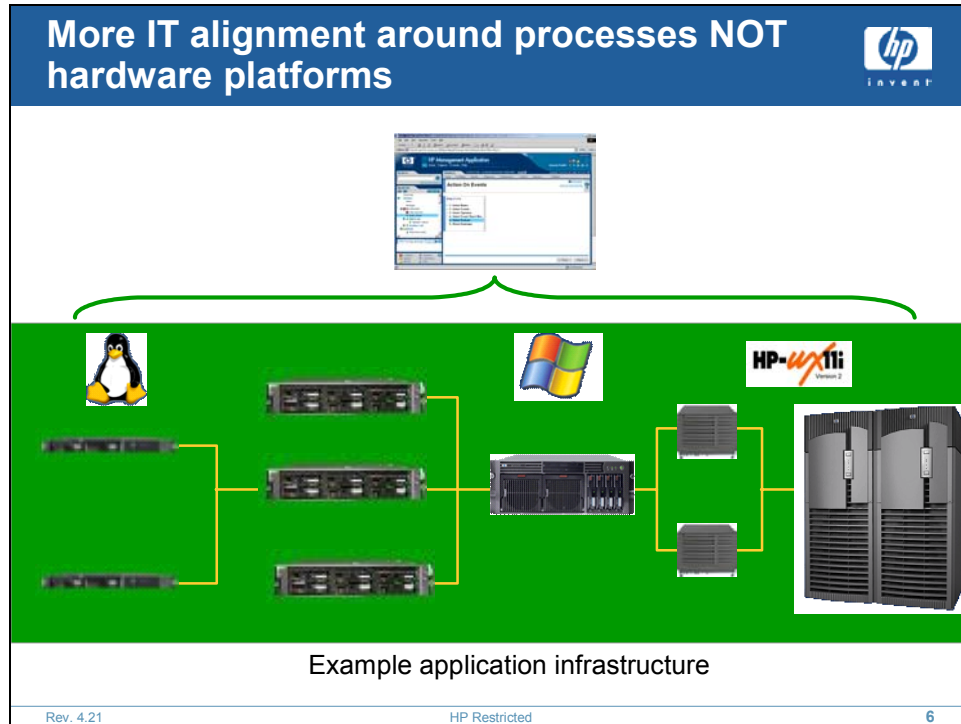 More IT alignment around processes NOT
hardware platforms
hp
invent
HP Management Application
Action On Events
HP-UX 11i
Version 2
Example application infrastructure
Rev. 4.21
HP Restricted
6